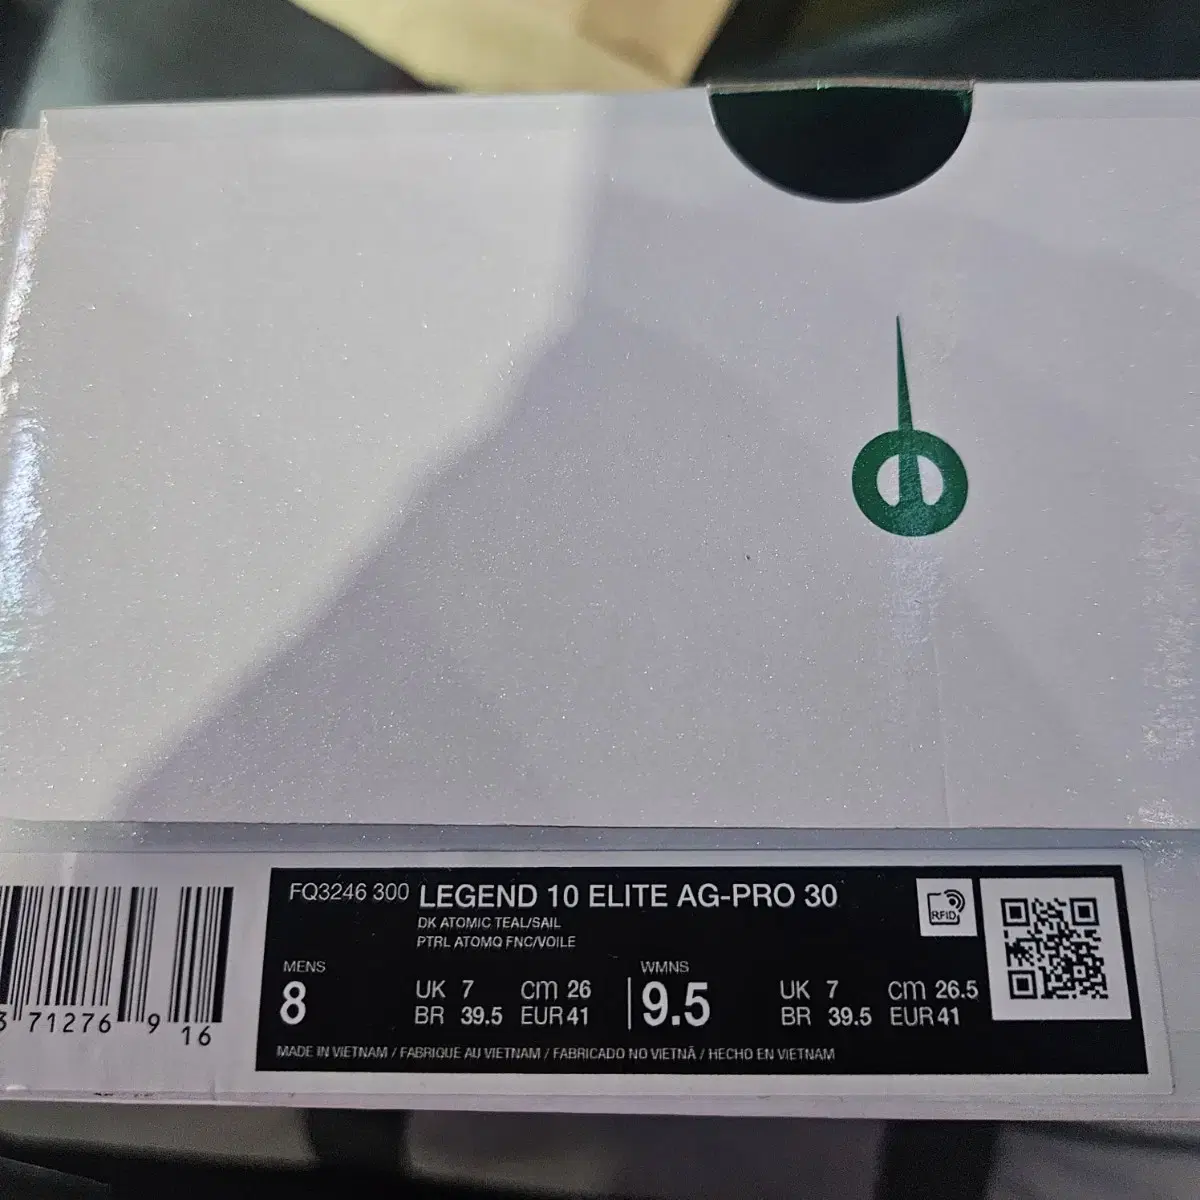 FQ3246 300 LEGEND 10 ELITE AG-PRO 30
DK ATOMIC TEAL/SAIL
PTRL ATOMQ FNC/VOILE
RFID
MENS
8
UK 7 cm 26
BR 39.5 EUR 41
WMNS
9.5
UK 7 cm 26.5
BR 39.5 EUR 41
MADE IN VIETNAM / FABRIQUE AU VIETNAM / FABRICADO NO VIETNÃ / HECHO EN VIETNAM
71276 9 16